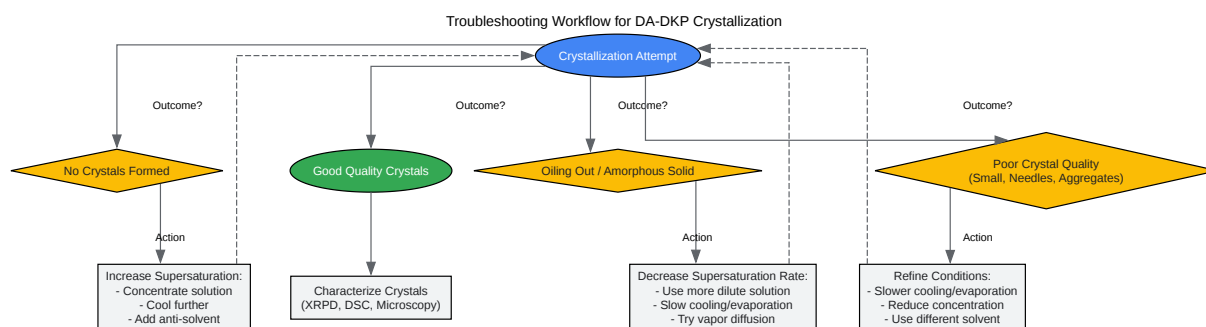 Troubleshooting Workflow for DA-DKP Crystallization
Crystallization Attempt
Outcome?
Outcome?
Outcome?
Outcome?
No Crystals Formed
Good Quality Crystals
Oiling Out / Amorphous Solid
Poor Crystal Quality
(Small, Needles, Aggregates)
Action
Action
Action
Increase Supersaturation:
- Concentrate solution
- Cool further
- Add anti-solvent
Characterize Crystals
(XRPD, DSC, Microscopy)
Decrease Supersaturation Rate:
- Use more dilute solution
- Slow cooling/evaporation
- Try vapor diffusion
Refine Conditions:
- Slower cooling/evaporation
- Reduce concentration
- Use different solvent